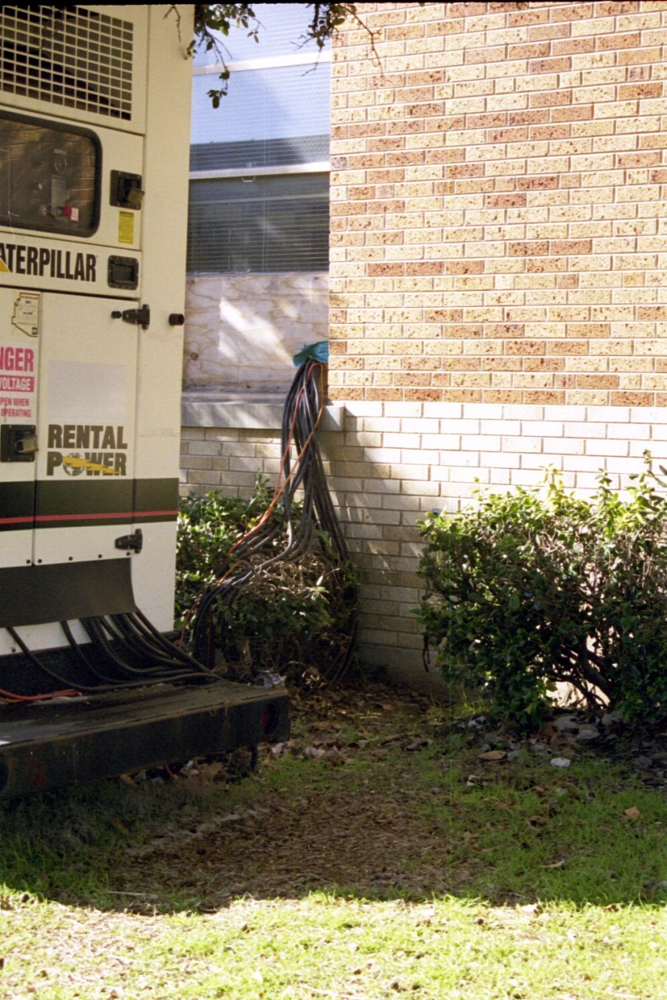 ATERPILLAR
NGER
VOLTAGE
PEN WHEN
OPERATING
RENTAL
POWER